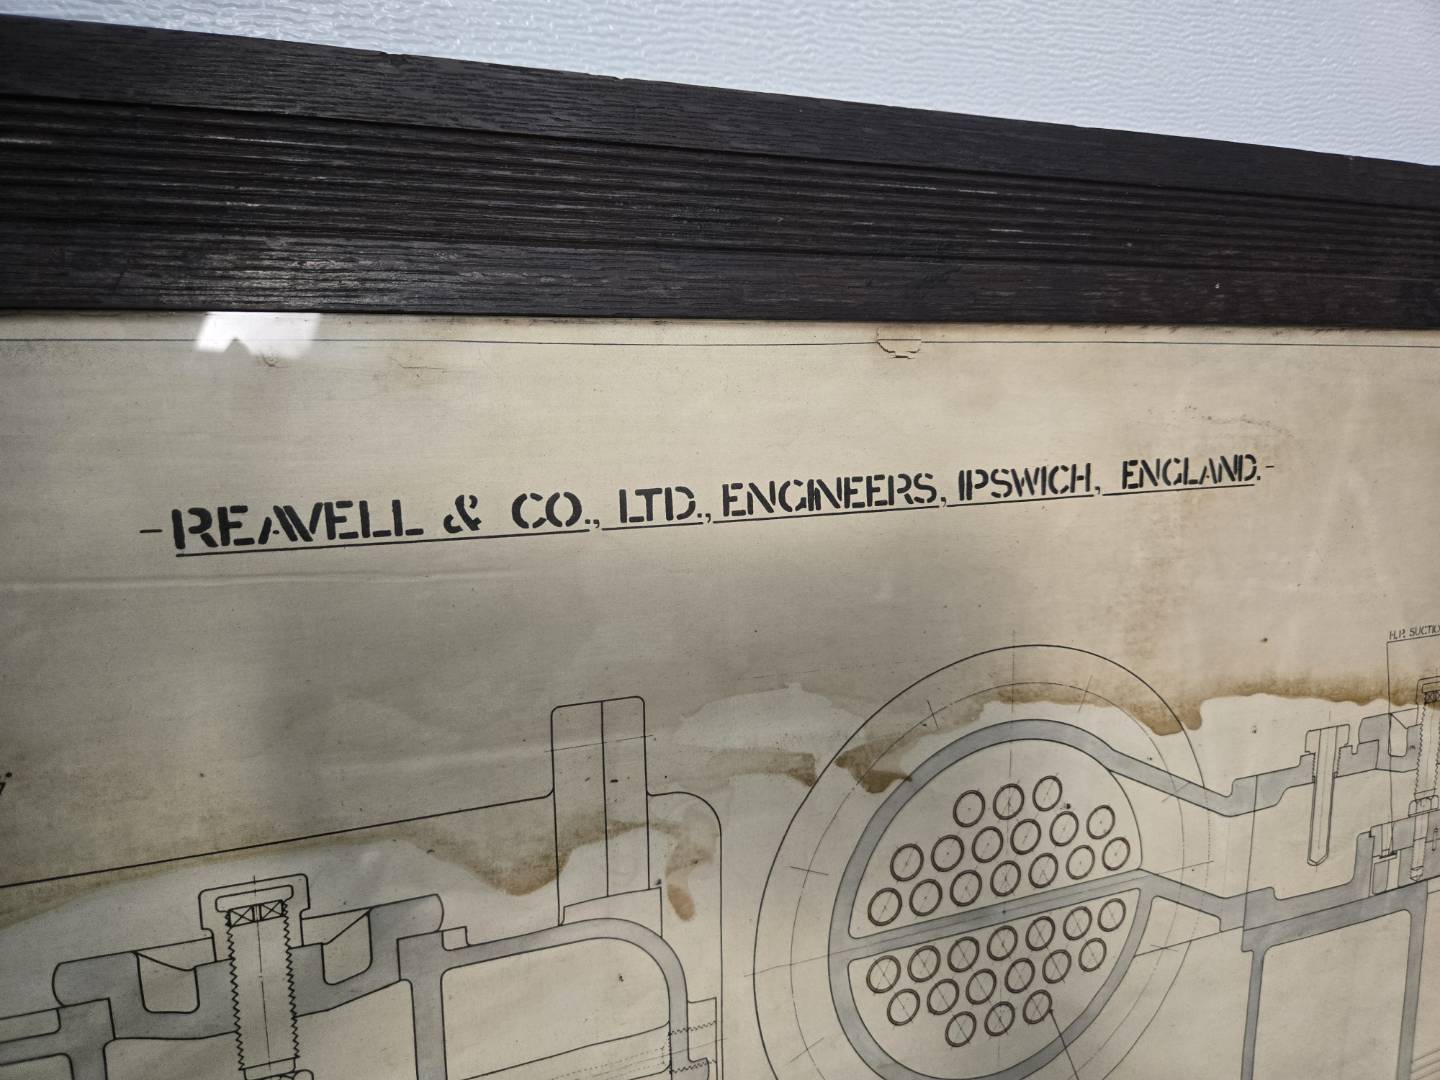 -REAVELL & CO., LTD., ENGINEERS, IPSWICH, ENGLAND.-
H.P.